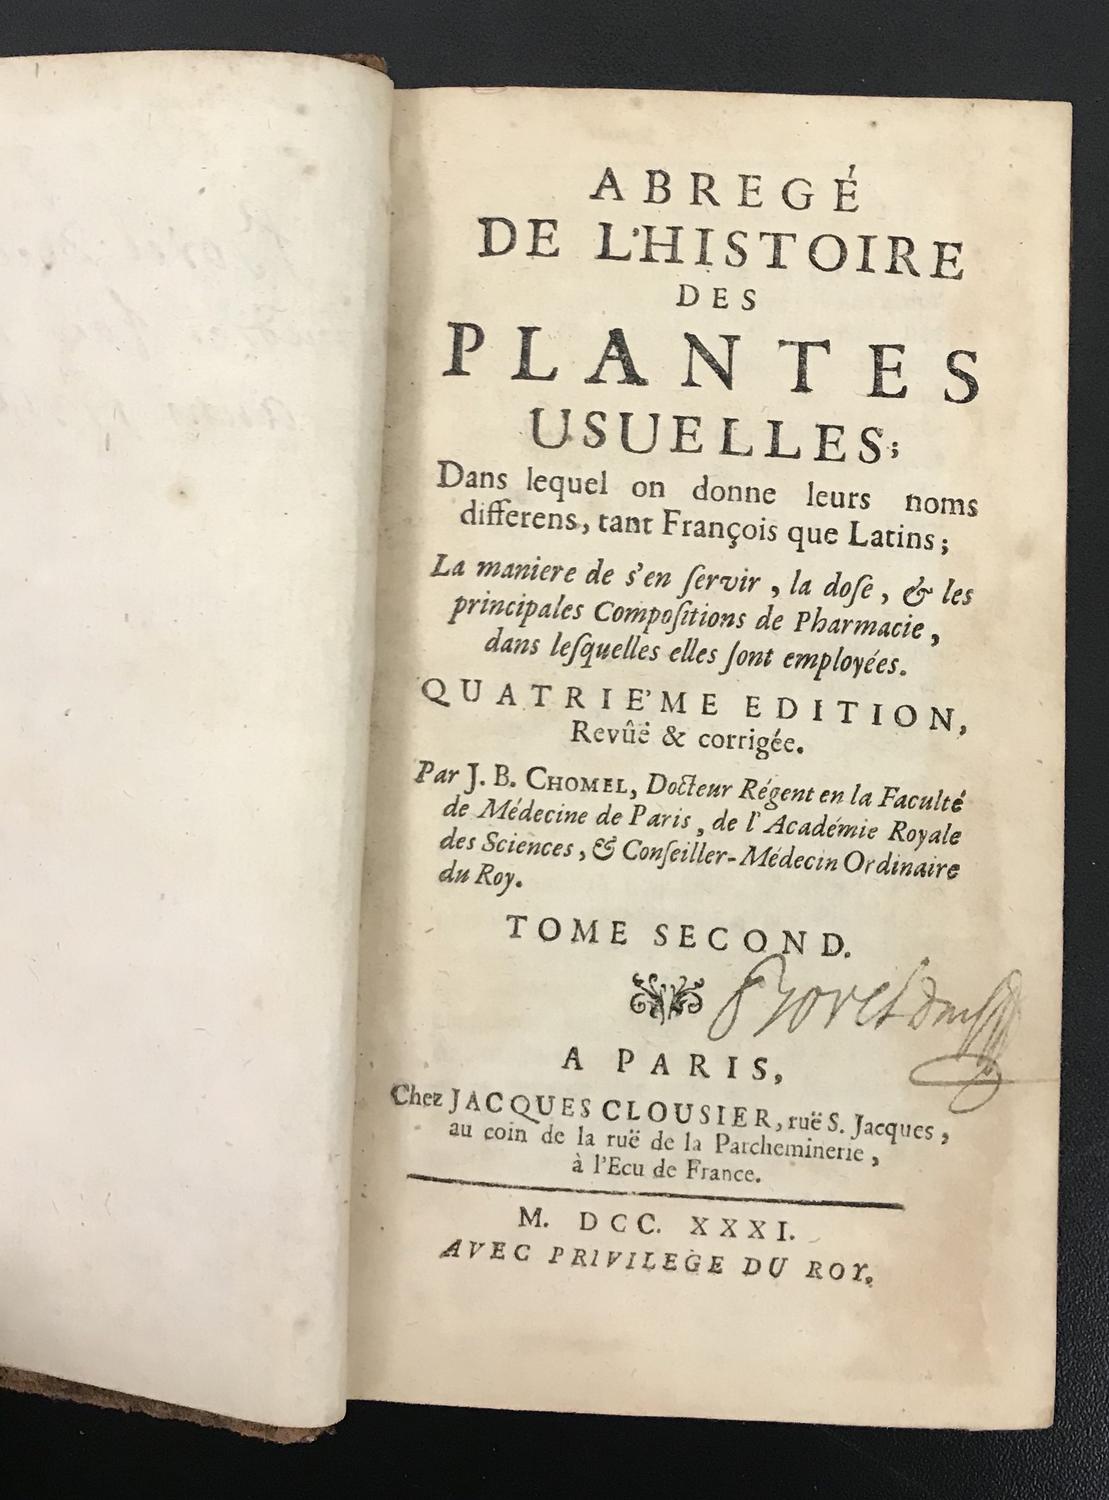 ABREGÉ
DE L'HISTOIRE
DES
PLANTES
USUELLES;
Dans lequel on donne leurs noms
differens, tant François que Latins;
La maniere de s'en ſervir, la doſe, & les
principales Compoſitions de Pharmacie,
dans leſquelles elles ſont employées.
QUATRIE'ME EDITION,
Revûë & corrigée.
Par J. B. CHOMEL, Docteur Régent en la Faculté
de Médecine de Paris, de l'Académie Royale
des Sciences, & Conſeiller-Médecin Ordinaire
du Roy.
TOME SECOND.
A PARIS,
Chez JACQUES CLOUSIER, ruë S. Jacques,
au coin de la ruë de la Parcheminerie,
à l'Ecu de France.
M. DCC. XXXI.
AVEC PRIVILEGE DU ROY.